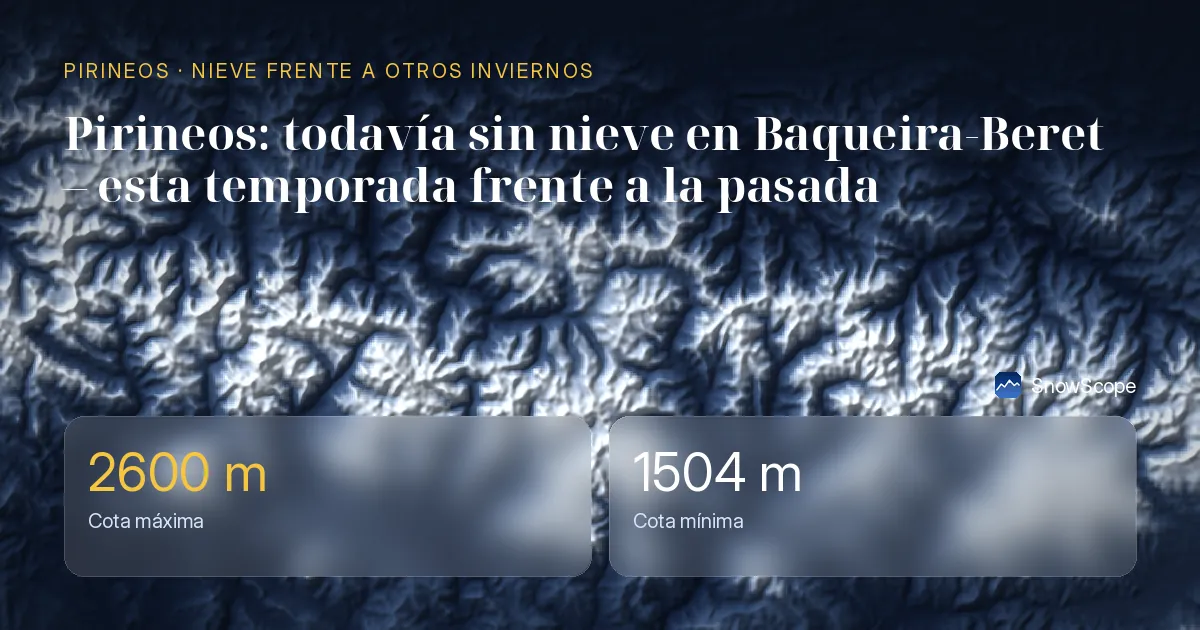 PIRINEOS · NIEVE FRENTE A OTROS INVIERNOS
Pirineos: todavía sin nieve en Baqueira-Beret
– esta temporada frente a la pasada
SnowScope
2600 m
Cota máxima
1504 m
Cota mínima